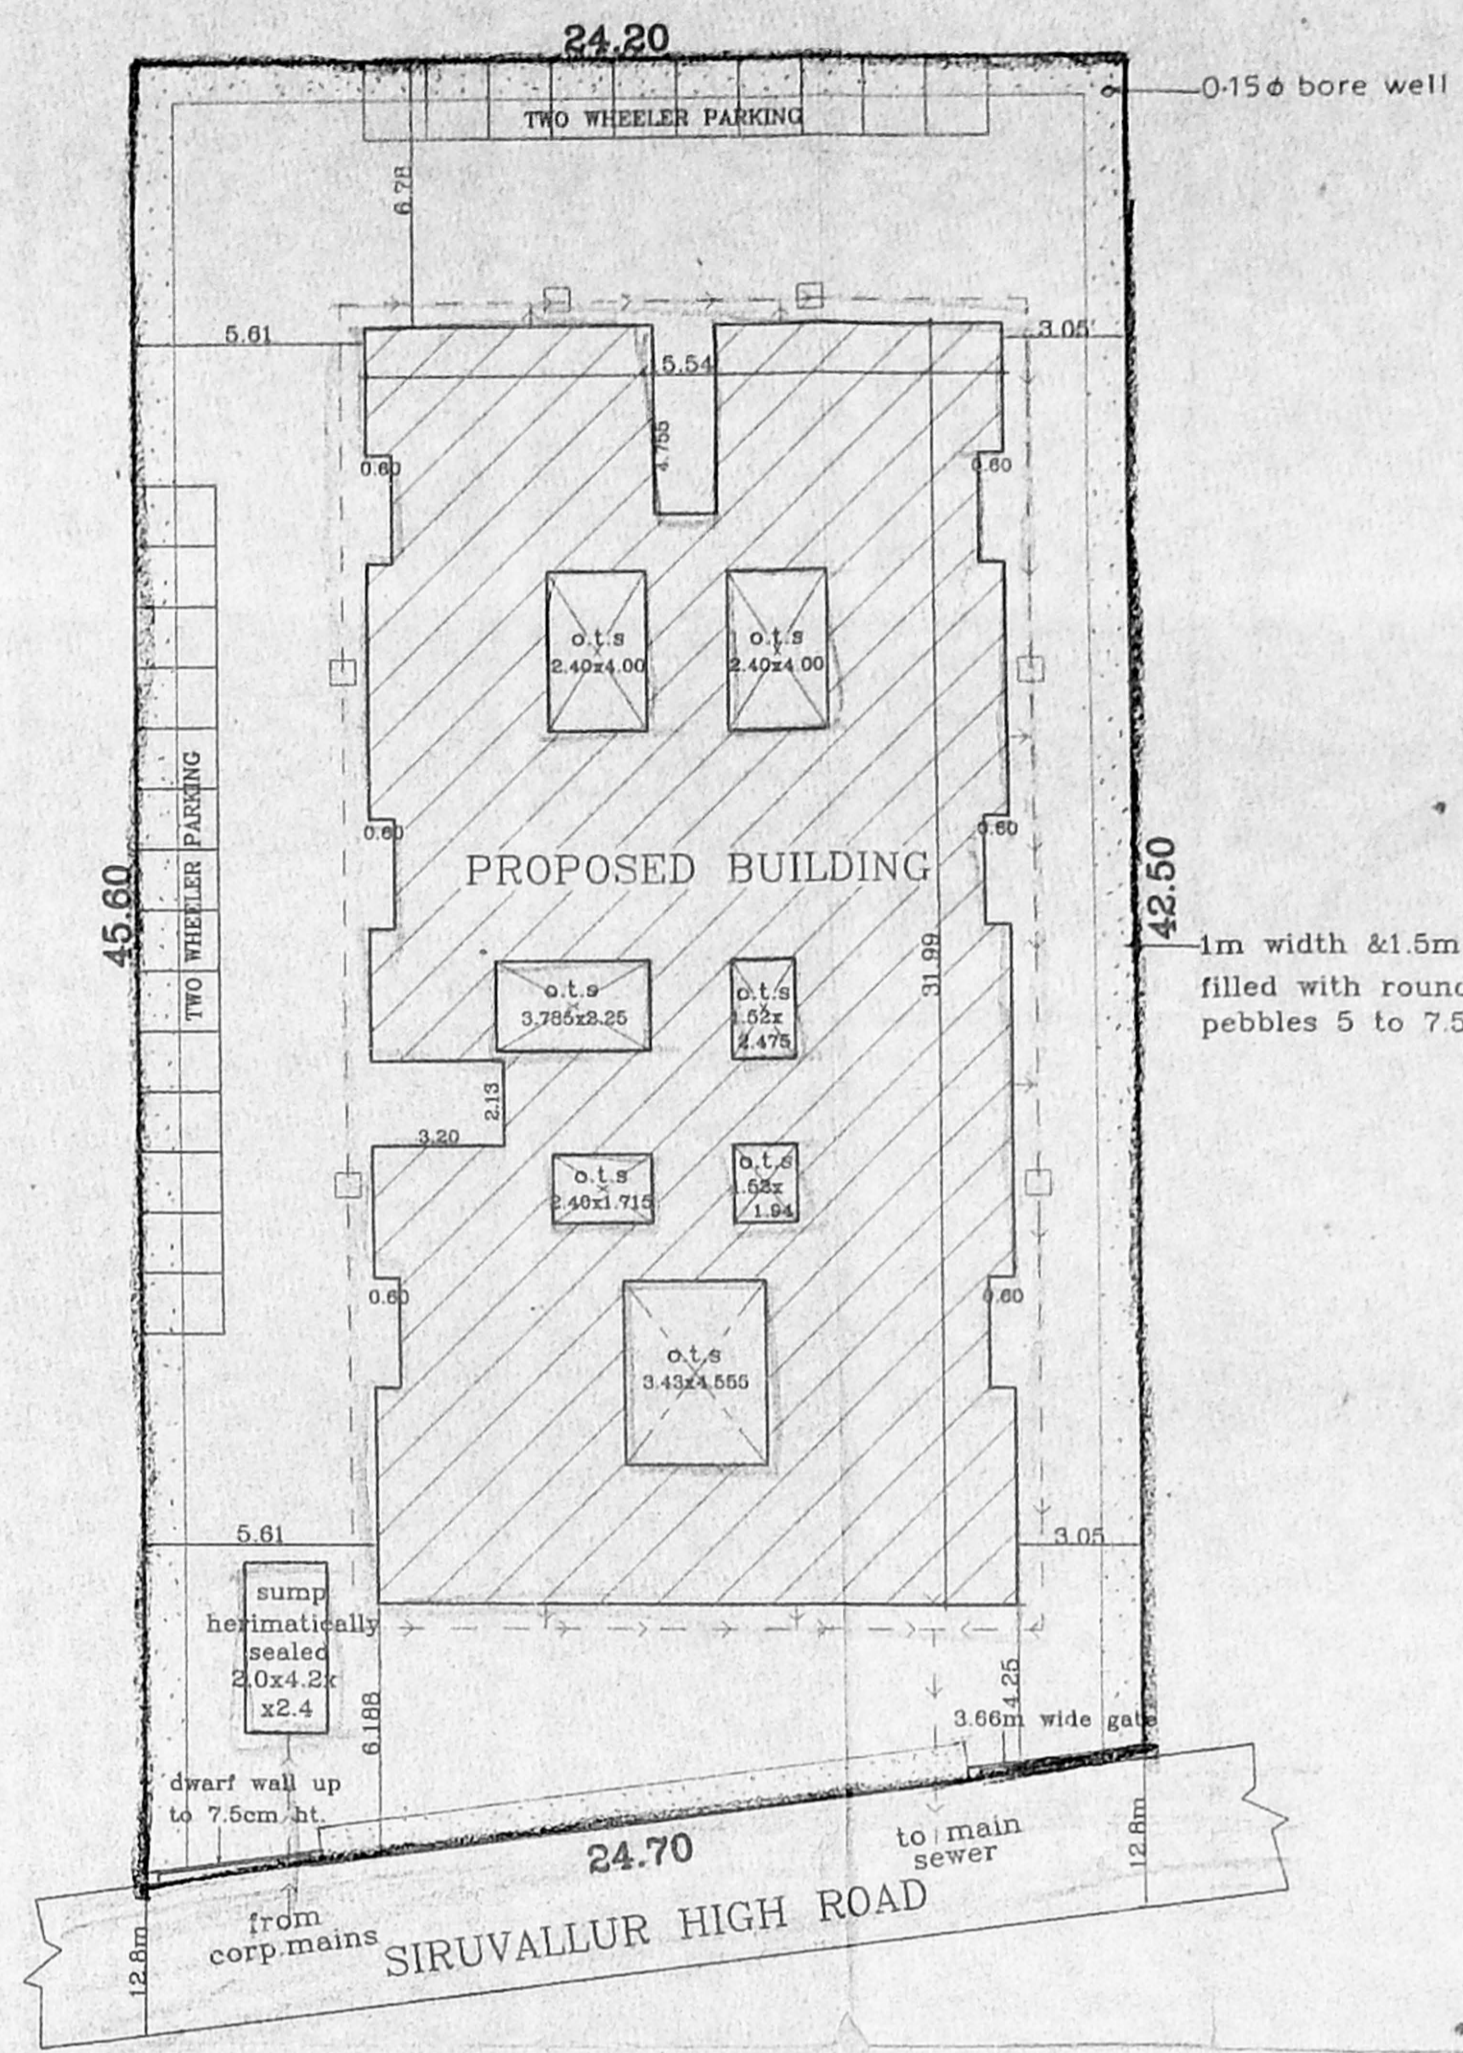 24.20
0.15ϕ bore well
TWO WHEELER PARKING
6.78
5.61
3.05
15.54
4.755
0.60
0.60
o.t.s
2.40x4.00
o.t.s
2.40x4.00
TWO WHEELER PARKING
0.60
0.60
PROPOSED BUILDING
45.60
42.50
31.99
1m width &1.5m
filled with round
pebbles 5 to 7.5
o.t.s
3.785x2.25
o.t.s
1.52x
2.475
2.13
3.20
o.t.s
2.40x1.715
o.t.s
1.52x
1.94
0.60
0.60
o.t.s
3.43x4.555
5.61
3.05
sump
herimatically
sealed
2.0x4.2x
x2.4
6.188
4.25
3.66m wide gate
dwarf wall up
to 7.5cm ht.
24.70
to main
sewer
12.8m
from
corp.mains
SIRUVALLUR HIGH ROAD
12.8m